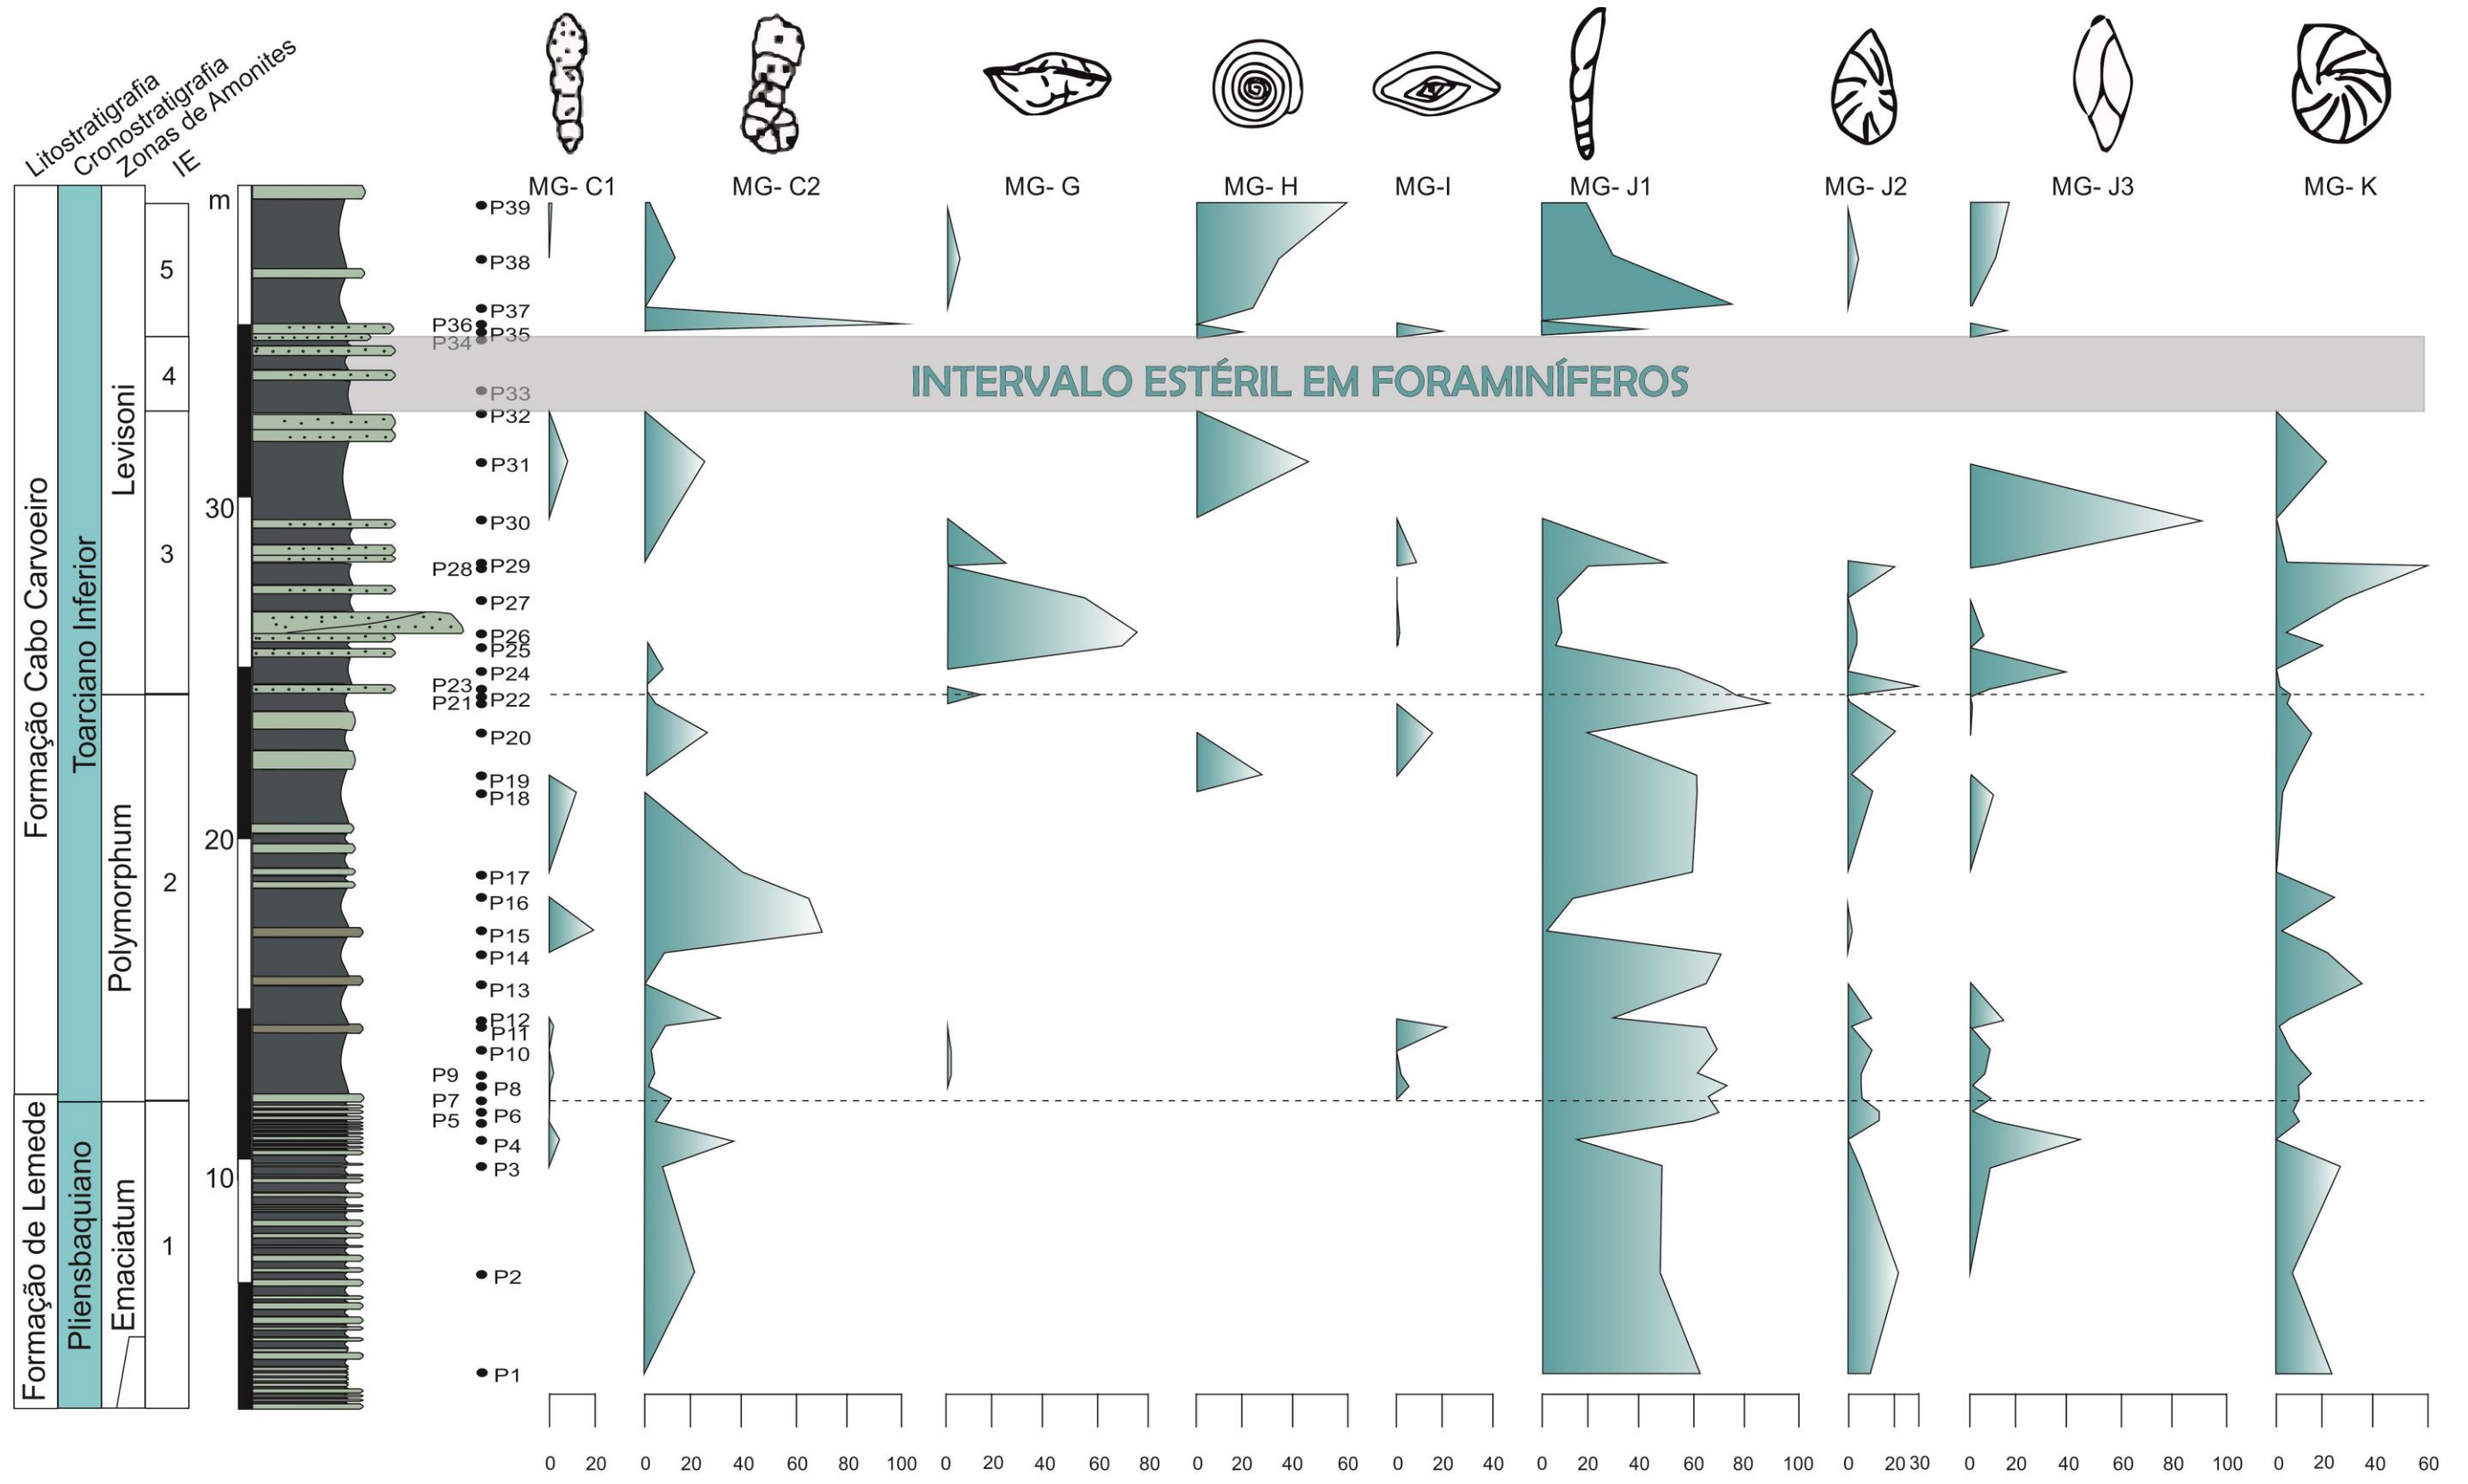 Litostratigrafia
Cronostratigrafia
Zonas de Amonites
IE
m
MG- C1
MG- C2
MG- G
MG- H
MG-I
MG- J1
MG- J2
MG- J3
MG- K
Formação Cabo Carvoeiro
Formação de Lemede
Toarciano Inferior
Pliensbaquiano
Levisoni
Polymorphum
Emaciatum
5
4
3
2
1
30
20
10
P39
P38
P37
P36
P35
P34
P33
P32
P31
P30
P29
P28
P27
P26
P25
P24
P23
P22
P21
P20
P19
P18
P17
P16
P15
P14
P13
P12
P11
P10
P9
P8
P7
P6
P5
P4
P3
P2
P1
INTERVALO ESTÉRIL EM FORAMINÍFEROS
0 20
0 20 40 60 80 100
0 20 40 60 80
0 20 40 60
0 20 40
0 20 40 60 80 100
0 20 30
0 20 40 60 80 100
0 20 40 60